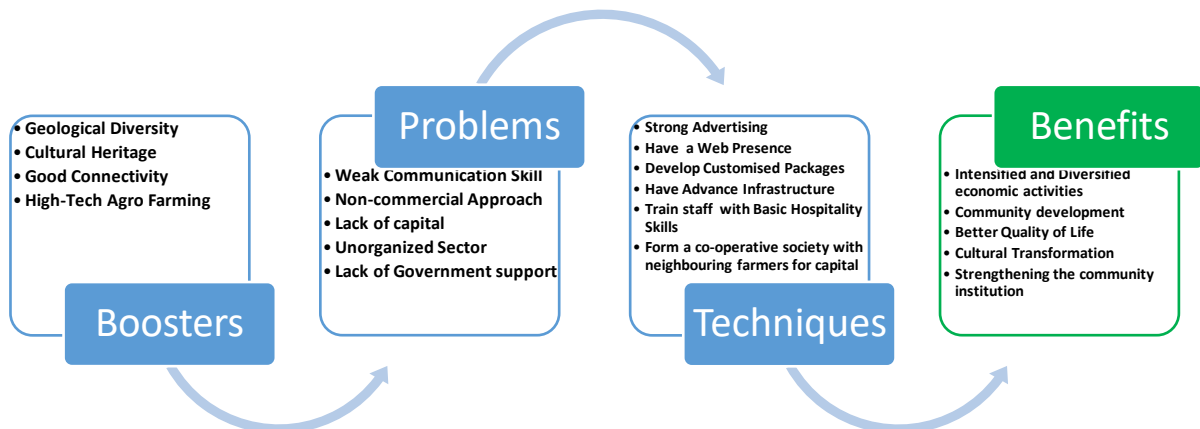 • Geological Diversity
• Cultural Heritage
• Good Connectivity
• High-Tech Agro Farming
Boosters
Problems
• Weak Communication Skill
• Non-commercial Approach
• Lack of capital
• Unorganized Sector
• Lack of Government support
• Strong Advertising
• Have a Web Presence
• Develop Customised Packages
• Have Advance Infrastructure
• Train staff with Basic Hospitality
Skills
• Form a co-operative society with
neighbouring farmers for capital
Techniques
Benefits
• Intensified and Diversified
economic activities
• Community development
• Better Quality of Life
• Cultural Transformation
• Strengthening the community
institution